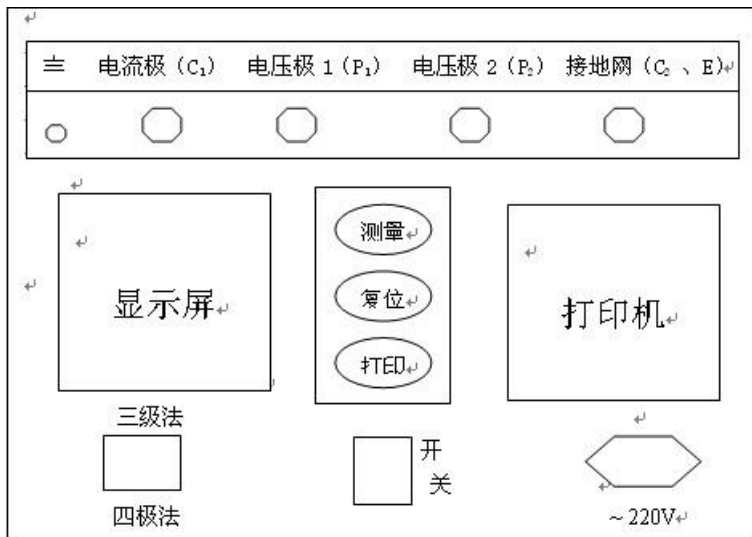 电流极（C₁） 电压极 1（P₁） 电压极 2（P₂） 接地网（C₂ 、E）
测量
显示屏
复位
打印机
打印
三级法
开
关
四极法
～220V